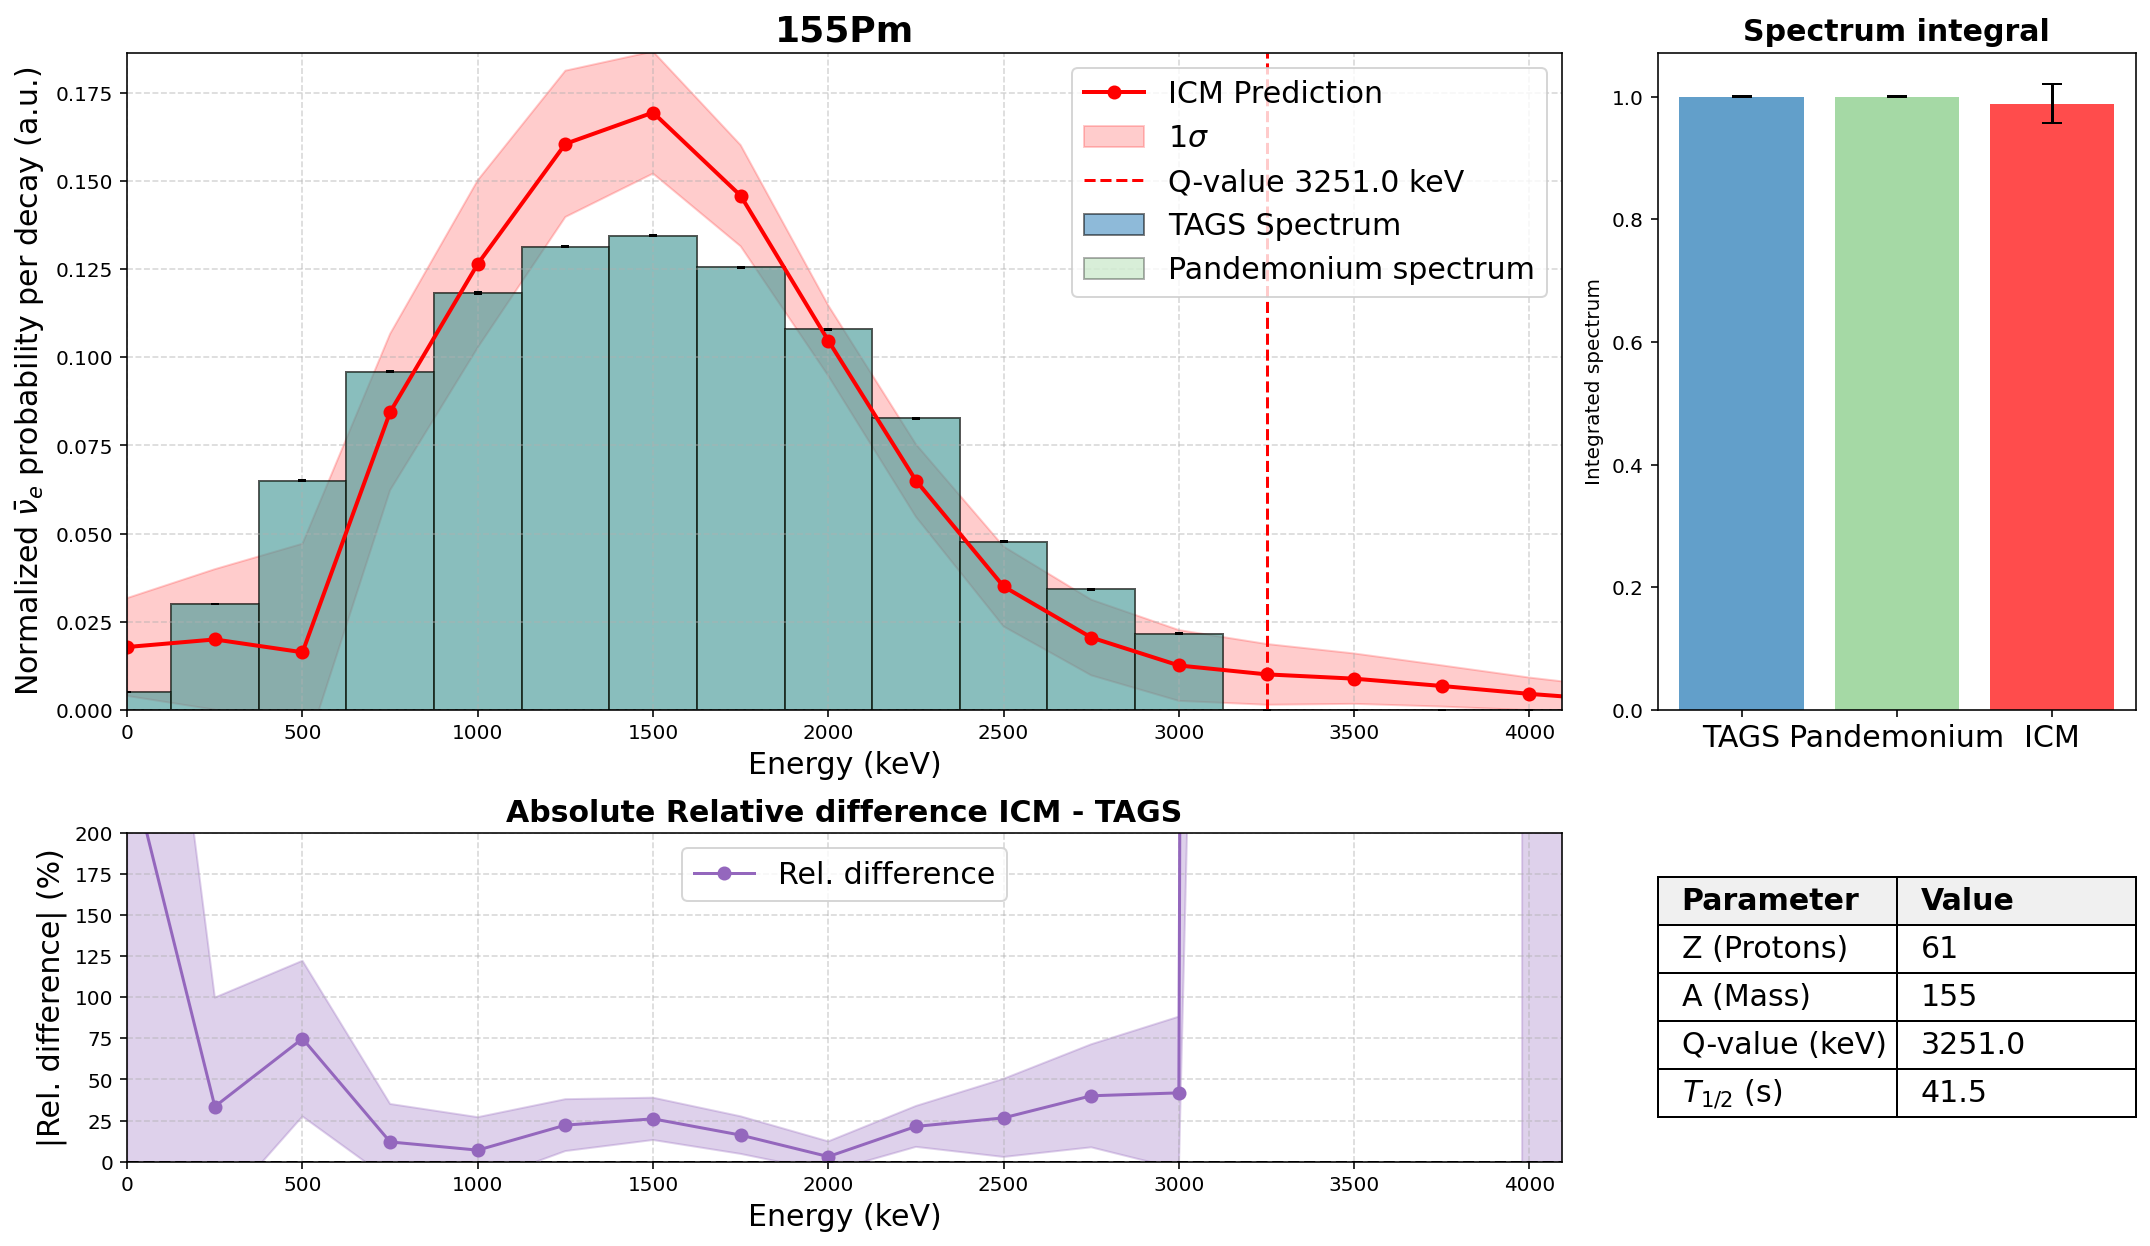 155Pm
Normalized ν̄e probability per decay (a.u.)
0.175
0.150
0.125
0.100
0.075
0.050
0.025
0.000
0 500 1000 1500 2000 2500 3000 3500 4000
Energy (keV)
ICM Prediction
1σ
Q-value 3251.0 keV
TAGS Spectrum
Pandemonium spectrum
Spectrum integral
Integrated spectrum
1.0
0.8
0.6
0.4
0.2
0.0
TAGS Pandemonium ICM
Absolute Relative difference ICM - TAGS
|Rel. difference| (%)
200
175
150
125
100
75
50
25
0
0 500 1000 1500 2000 2500 3000 3500 4000
Energy (keV)
Rel. difference
Parameter Value
Z (Protons) 61
A (Mass) 155
Q-value (keV) 3251.0
T1/2 (s) 41.5